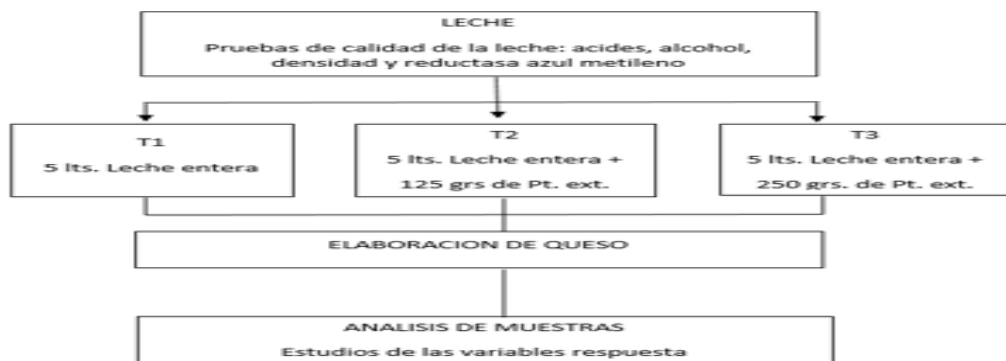 LECHE
Pruebas de calidad de la leche: acides, alcohol,
densidad y reductasa azul metileno
T1
5 lts. Leche entera
T2
5 lts. Leche entera +
125 grs de Pt. ext.
T3
5 lts. Leche entera +
250 grs. de Pt. ext.
ELABORACION DE QUESO
ANALISIS DE MUESTRAS
Estudios de las variables respuesta